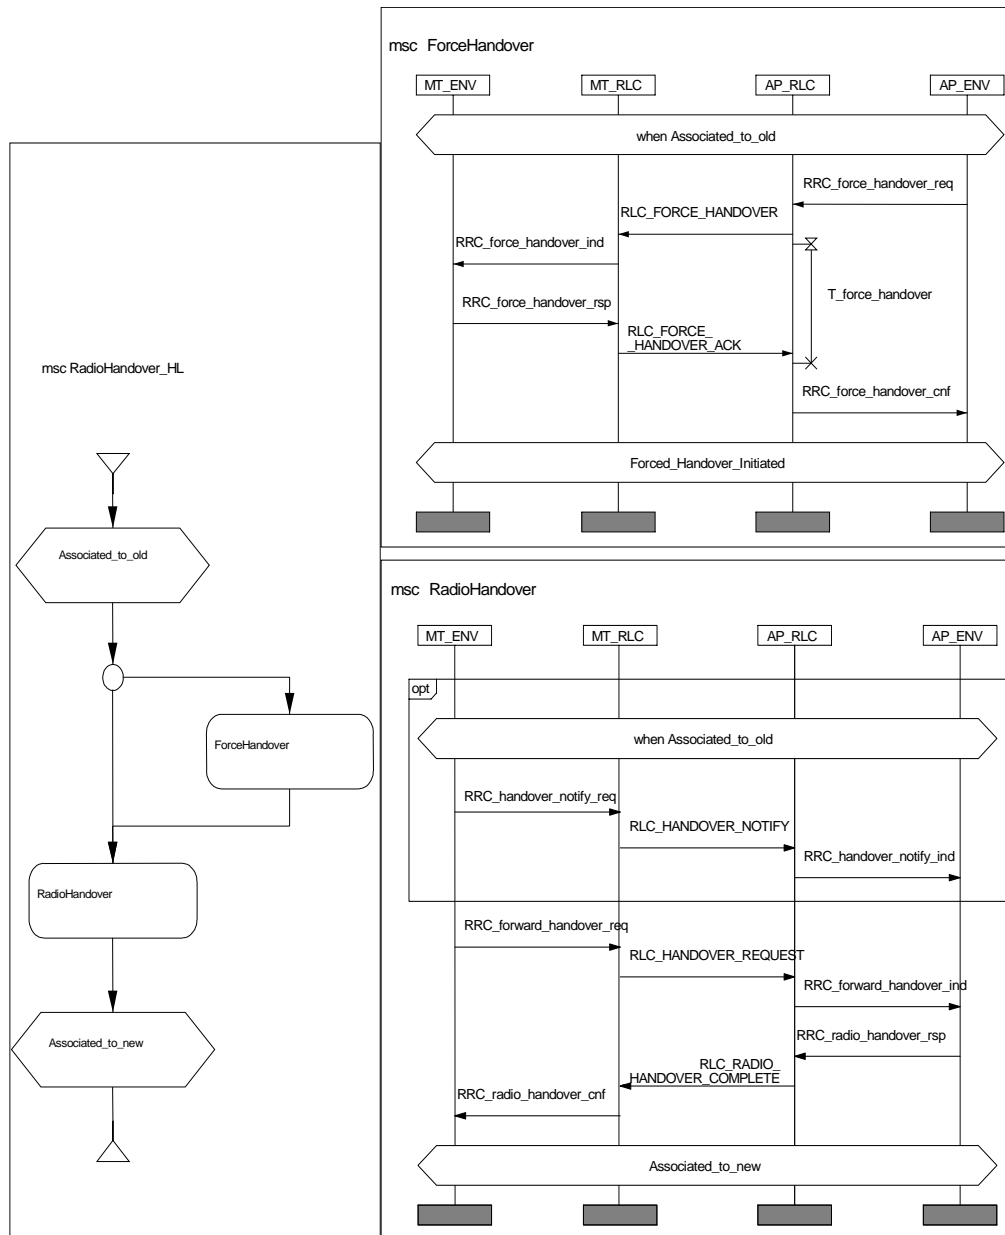 msc RadioHandover_HL
Associated_to_old
ForceHandover
RadioHandover
Associated_to_new
msc ForceHandover
MT_ENV
MT_RLC
AP_RLC
AP_ENV
when Associated_to_old
RRC_force_handover_req
RLC_FORCE_HANDOVER
RRC_force_handover_ind
T_force_handover
RRC_force_handover_rsp
RLC_FORCE_
_HANDOVER_ACK
RRC_force_handover_cnf
Forced_Handover_Initiated
msc RadioHandover
MT_ENV
MT_RLC
AP_RLC
AP_ENV
opt
when Associated_to_old
RRC_handover_notify_req
RLC_HANDOVER_NOTIFY
RRC_handover_notify_ind
RRC_forward_handover_req
RLC_HANDOVER_REQUEST
RRC_forward_handover_ind
RRC_radio_handover_rsp
RLC_RADIO_
HANDOVER_COMPLETE
RRC_radio_handover_cnf
Associated_to_new